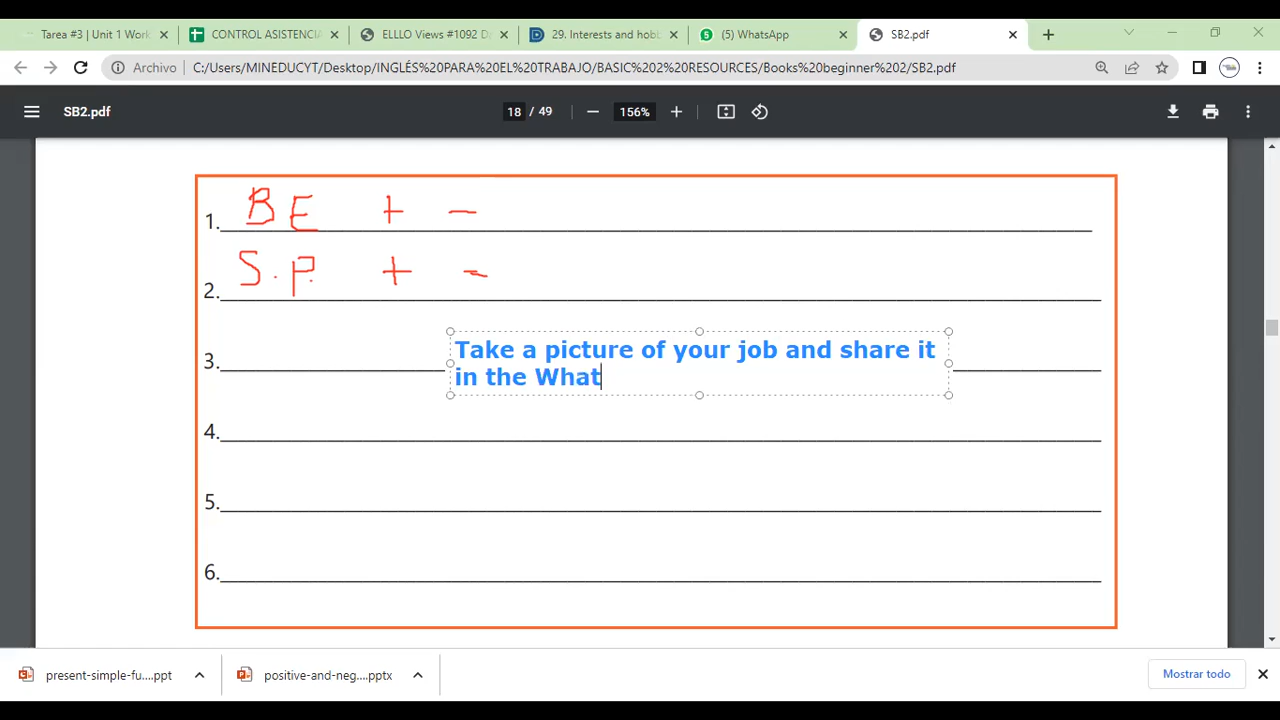 Tarea #3 | Unit 1 Work
CONTROL ASISTENCIA
ELLLO Views #1092 D
29. Interests and hobb
(5) WhatsApp
SB2.pdf
Archivo C:/Users/MINEDUCYT/Desktop/INGLÉS%20PARA%20EL%20TRABAJO/BASIC%202%20RESOURCES/Books%20beginner%202/SB2.pdf
SB2.pdf 18 / 49 156%
1. BE + -
2. S.P. + -
3.
Take a picture of your job and share it
in the What
4.
5.
6.
present-simple-fu....ppt positive-and-neg....pptx Mostrar todo